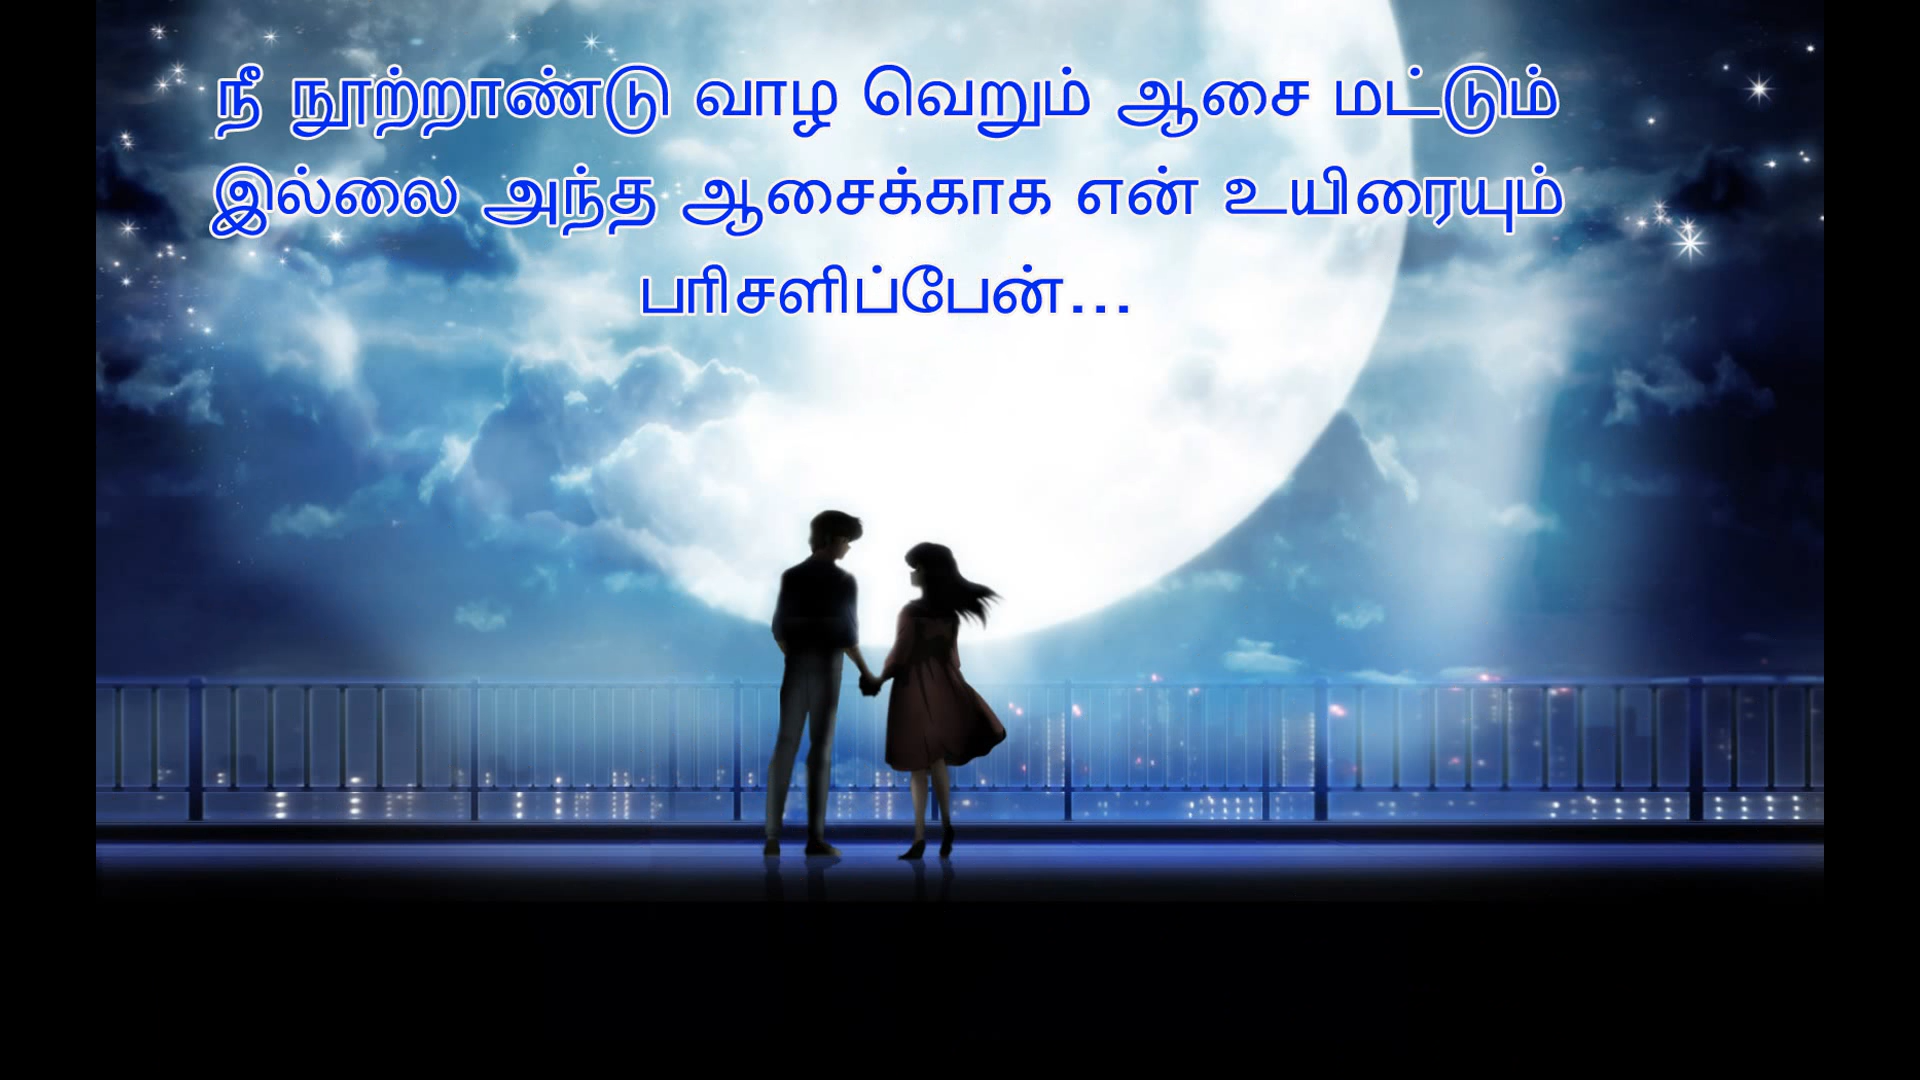 நீ நூற்றாண்டு வாழ வெறும் ஆசை மட்டும்
இல்லை அந்த ஆசைக்காக என் உயிரையும்
பரிசளிப்பேன்...